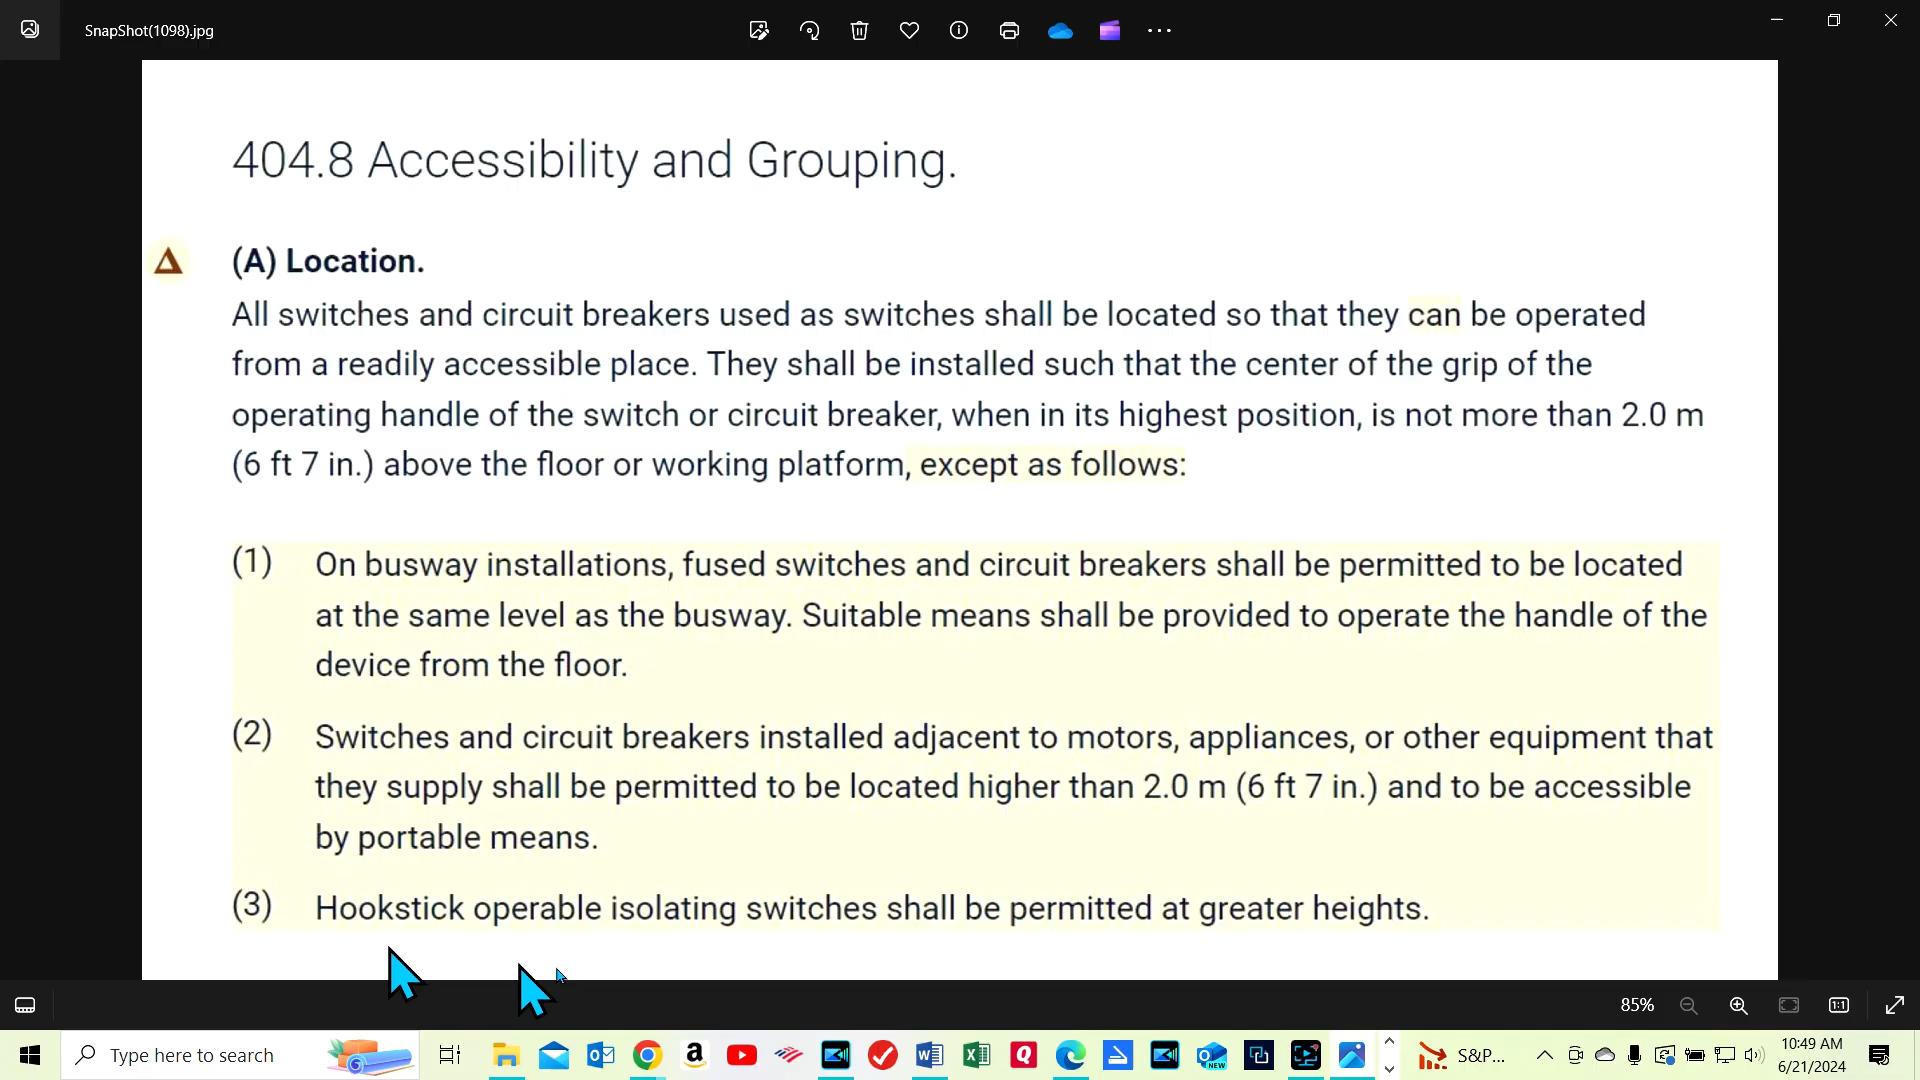 SnapShot(1098).jpg
404.8 Accessibility and Grouping.
Δ (A) Location.
All switches and circuit breakers used as switches shall be located so that they can be operated
from a readily accessible place. They shall be installed such that the center of the grip of the
operating handle of the switch or circuit breaker, when in its highest position, is not more than 2.0 m
(6 ft 7 in.) above the floor or working platform, except as follows:
(1) On busway installations, fused switches and circuit breakers shall be permitted to be located
at the same level as the busway. Suitable means shall be provided to operate the handle of the
device from the floor.
(2) Switches and circuit breakers installed adjacent to motors, appliances, or other equipment that
they supply shall be permitted to be located higher than 2.0 m (6 ft 7 in.) and to be accessible
by portable means.
(3) Hookstick operable isolating switches shall be permitted at greater heights.
85%
1:1
Type here to search
S&P...
10:49 AM
6/21/2024
NEW